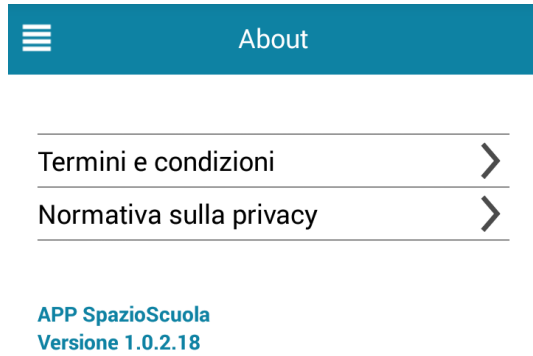 About
Termini e condizioni
Normativa sulla privacy
APP SpazioScuola
Versione 1.0.2.18